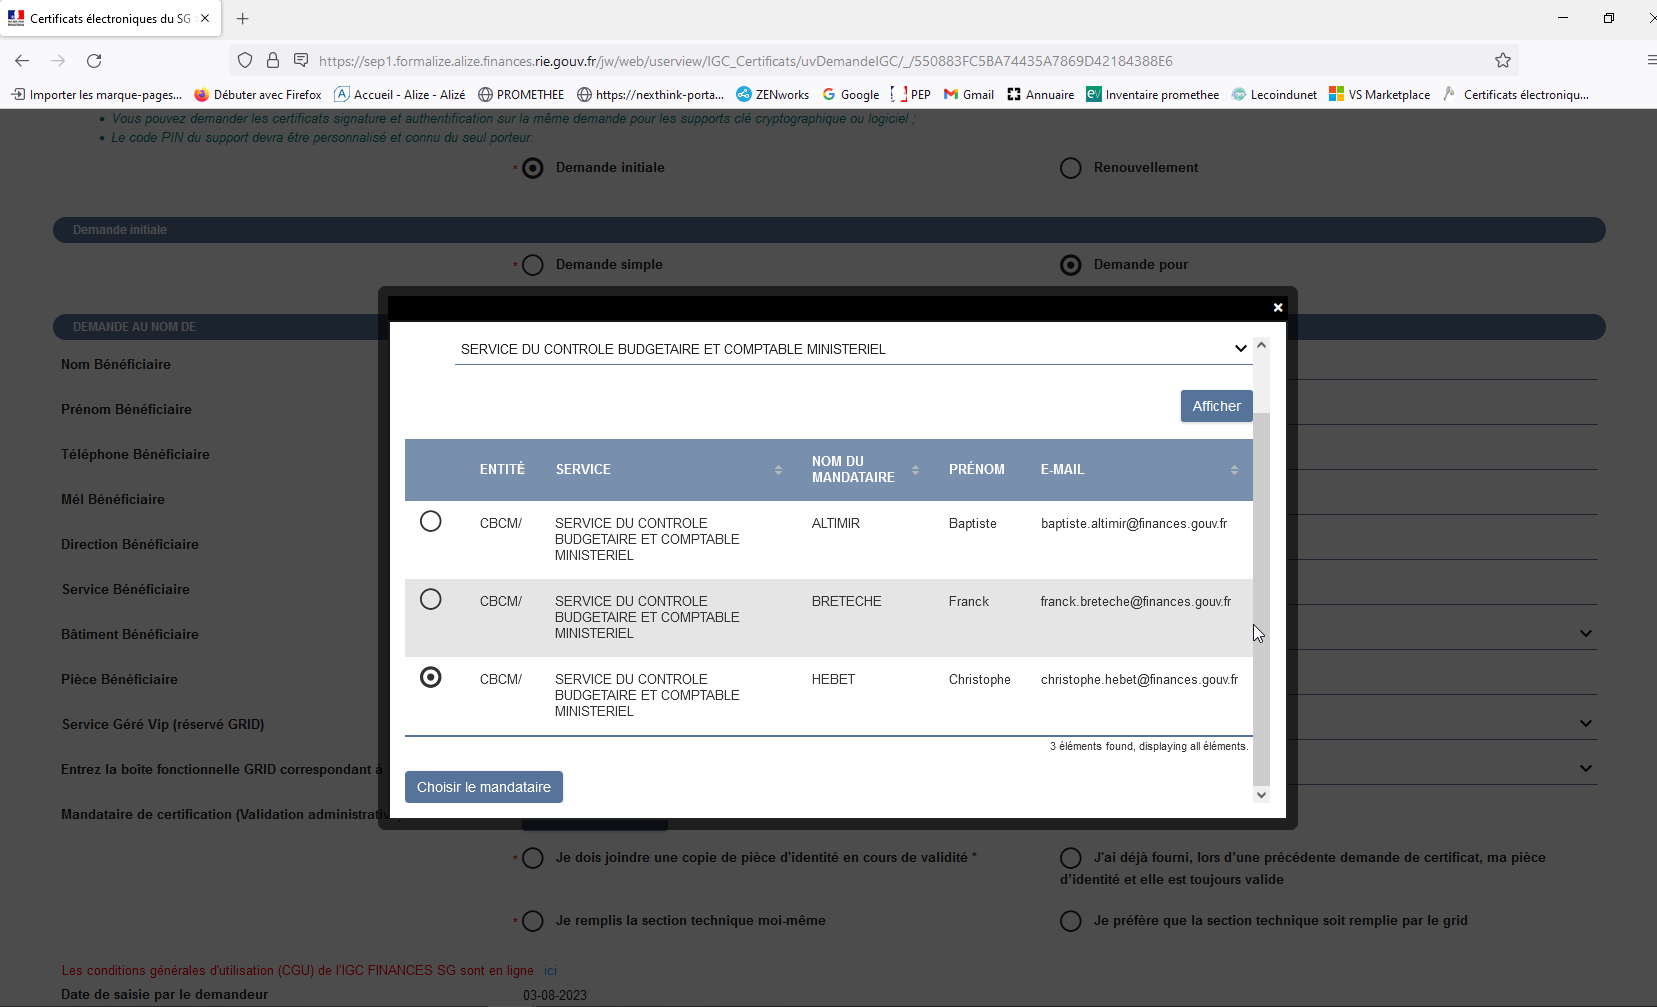 Certificats électroniques du SG
https://sep1.formalize.alize.finances.rie.gouv.fr/jw/web/userview/IGC_Certificats/uvDemandeIGC/_/550883FC5BA74435A7869D42184388E6
Importer les marque-pages... Débuter avec Firefox Accueil - Alize - Alizé PROMETHEE https://nexthink-porta... ZENworks Google PEP Gmail Annuaire Inventaire promethee Lecoindunet VS Marketplace Certificats électroniqu...
• Vous pouvez demander les certificats signature et authentification sur la même demande pour les supports clé cryptographique ou logiciel ;
• Le code PIN du support devra être personnalisé et connu du seul porteur.
* Demande initiale Renouvellement
Demande initiale
* Demande simple Demande pour
DEMANDE AU NOM DE
Nom Bénéficiaire
Prénom Bénéficiaire
Téléphone Bénéficiaire
Mél Bénéficiaire
Direction Bénéficiaire
Service Bénéficiaire
Bâtiment Bénéficiaire
Pièce Bénéficiaire
Service Géré Vip (réservé GRID)
Entrez la boîte fonctionnelle GRID correspondant à
Mandataire de certification (Validation administrativ
SERVICE DU CONTROLE BUDGETAIRE ET COMPTABLE MINISTERIEL
Afficher
ENTITÉ SERVICE NOM DU MANDATAIRE PRÉNOM E-MAIL
CBCM/ SERVICE DU CONTROLE ALTIMIR Baptiste baptiste.altimir@finances.gouv.fr
BUDGETAIRE ET COMPTABLE
MINISTERIEL
CBCM/ SERVICE DU CONTROLE BRETECHE Franck franck.breteche@finances.gouv.fr
BUDGETAIRE ET COMPTABLE
MINISTERIEL
CBCM/ SERVICE DU CONTROLE HEBET Christophe christophe.hebet@finances.gouv.fr
BUDGETAIRE ET COMPTABLE
MINISTERIEL
3 éléments found, displaying all éléments.
Choisir le mandataire
* Je dois joindre une copie de pièce d'identité en cours de validité * J'ai déjà fourni, lors d'une précédente demande de certificat, ma pièce
d'identité et elle est toujours valide
* Je remplis la section technique moi-même Je préfère que la section technique soit remplie par le grid
Les conditions générales d'utilisation (CGU) de l'IGC FINANCES SG sont en ligne ici
Date de saisie par le demandeur 03-08-2023